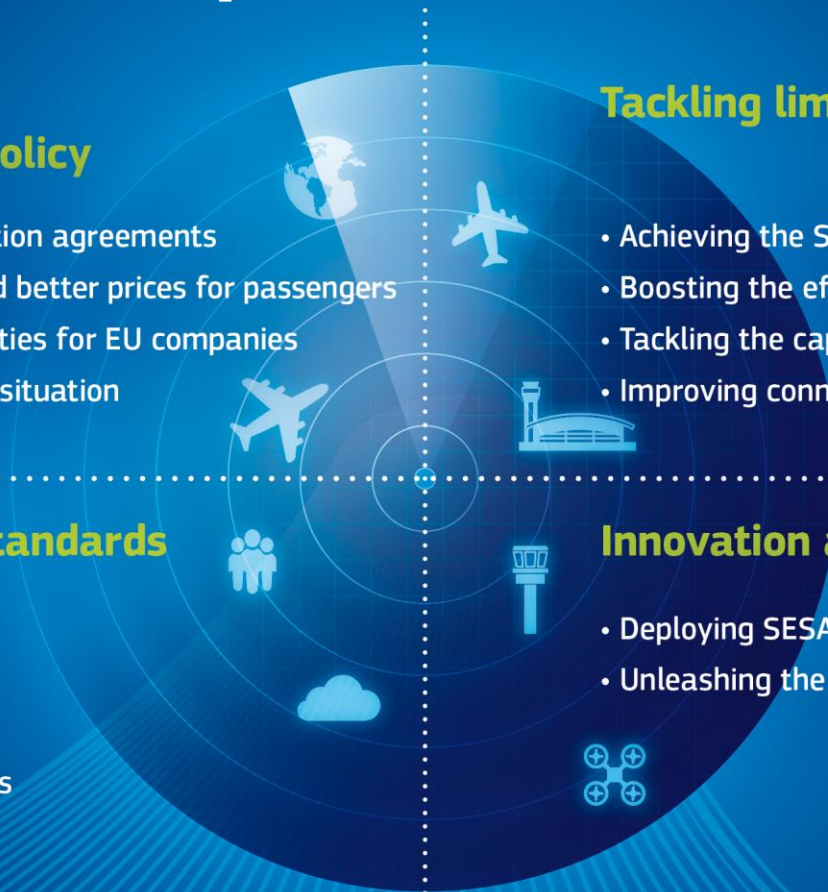 olicy
tion agreements
d better prices for passengers
ties for EU companies
situation
Tackling lim
• Achieving the S
• Boosting the ef
• Tackling the cap
• Improving conn
tandards
s
Innovation a
• Deploying SESA
• Unleashing the